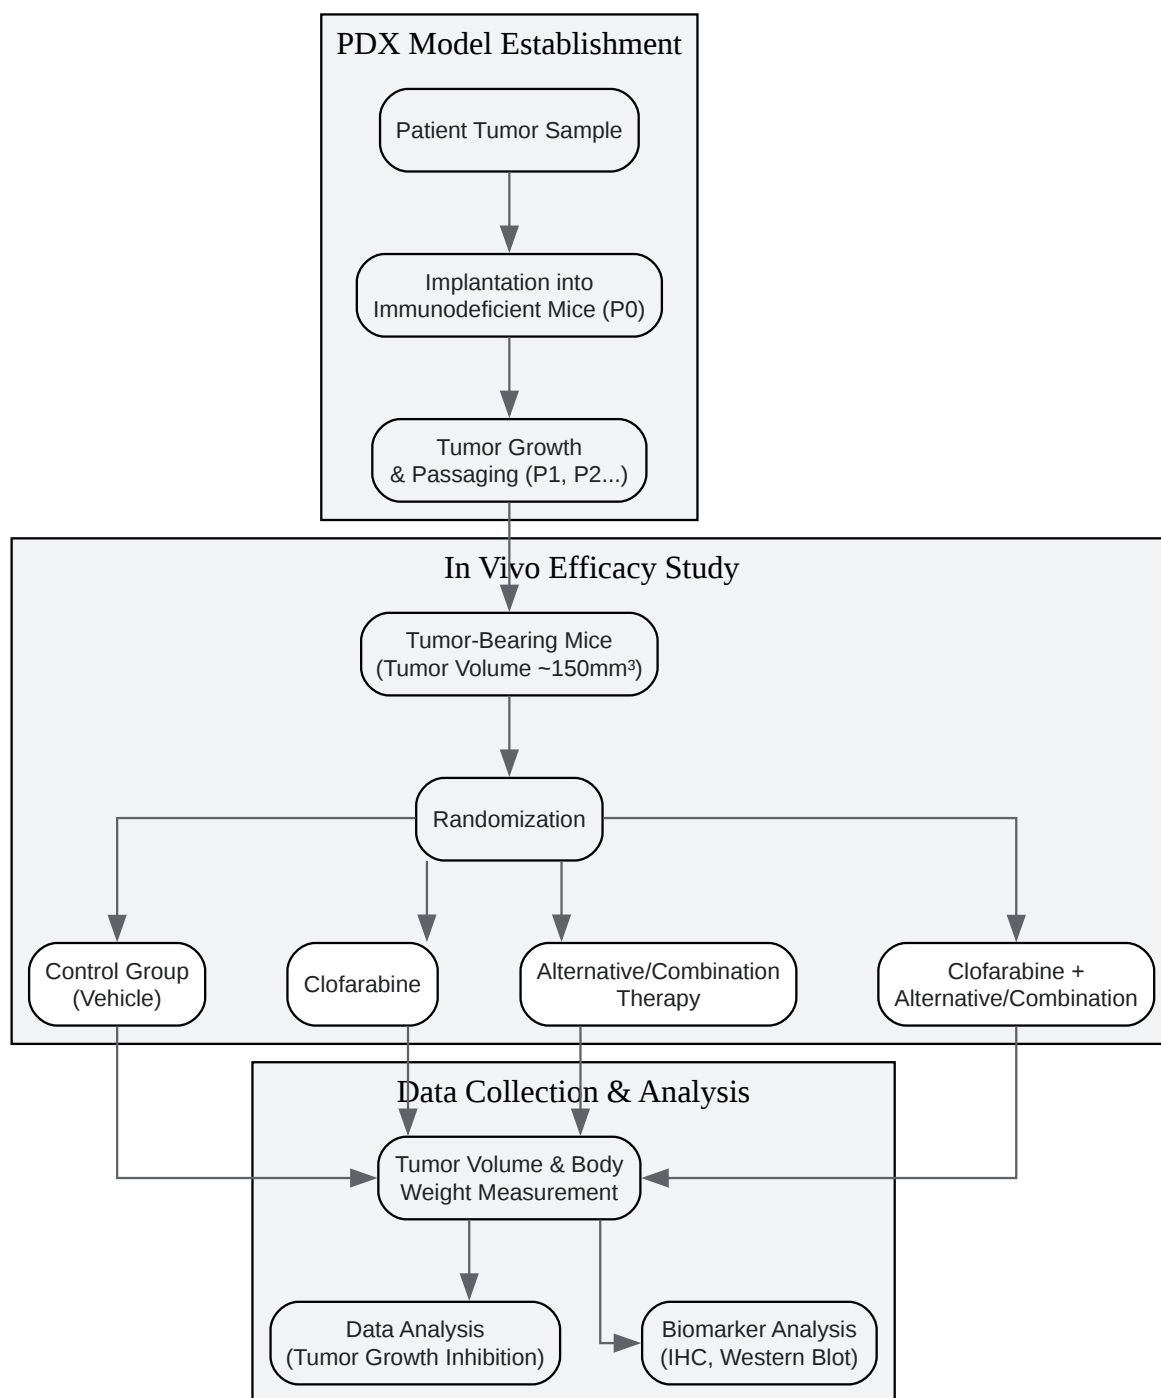 PDX Model Establishment
Patient Tumor Sample
Implantation into
Immunodeficient Mice (P0)
Tumor Growth
& Passaging (P1, P2...)
In Vivo Efficacy Study
Tumor-Bearing Mice
(Tumor Volume ~150mm³)
Randomization
Control Group
(Vehicle)
Clofarabine
Alternative/Combination
Therapy
Clofarabine +
Alternative/Combination
Data Collection & Analysis
Tumor Volume & Body
Weight Measurement
Data Analysis
(Tumor Growth Inhibition)
Biomarker Analysis
(IHC, Western Blot)